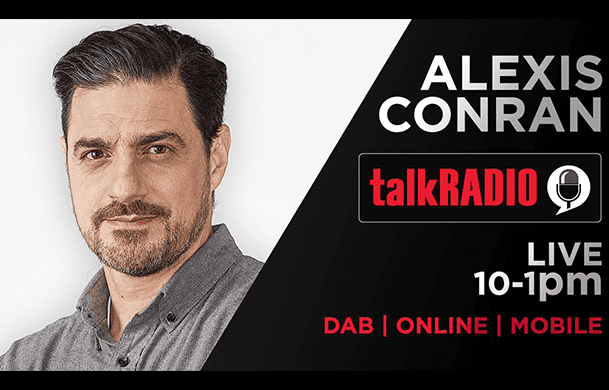 ALEXIS
CONRAN
talkRADIO
LIVE
10-1pm
DAB | ONLINE | MOBILE